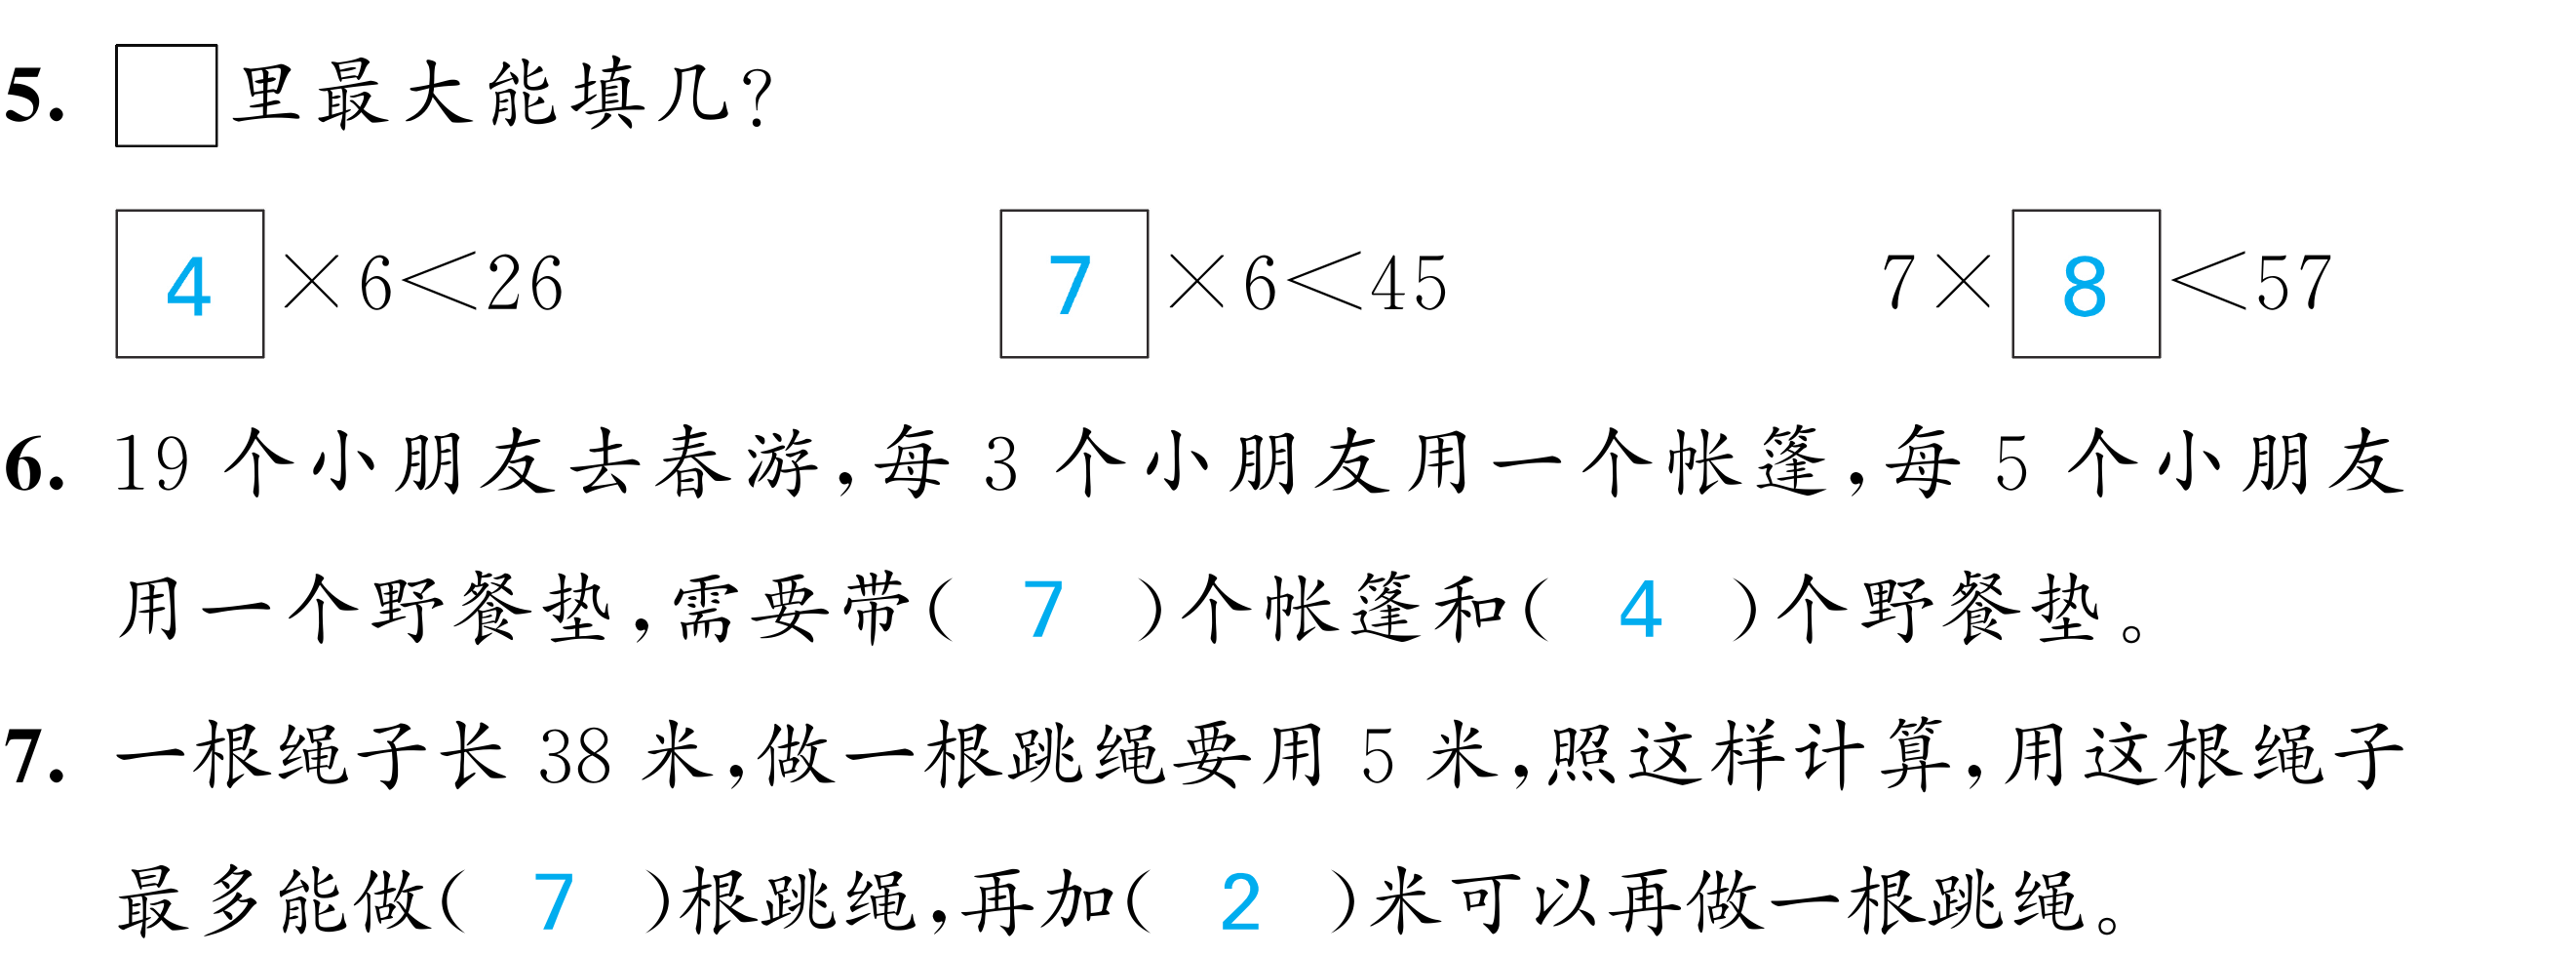 5. □里最大能填几？
4×6<26 7×6<45 7×8<57
6. 19 个小朋友去春游,每 3 个小朋友用一个帐篷,每 5 个小朋友
用一个野餐垫,需要带( 7 )个帐篷和( 4 )个野餐垫。
7. 一根绳子长 38 米,做一根跳绳要用 5 米,照这样计算,用这根绳子
最多能做( 7 )根跳绳,再加( 2 )米可以再做一根跳绳。